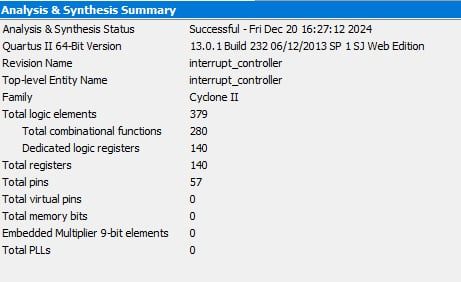 Analysis & Synthesis Summary
Analysis & Synthesis Status Successful - Fri Dec 20 16:27:12 2024
Quartus II 64-Bit Version 13.0.1 Build 232 06/12/2013 SP 1 SJ Web Edition
Revision Name interrupt_controller
Top-level Entity Name interrupt_controller
Family Cyclone II
Total logic elements 379
Total combinational functions 280
Dedicated logic registers 140
Total registers 140
Total pins 57
Total virtual pins 0
Total memory bits 0
Embedded Multiplier 9-bit elements 0
Total PLLs 0